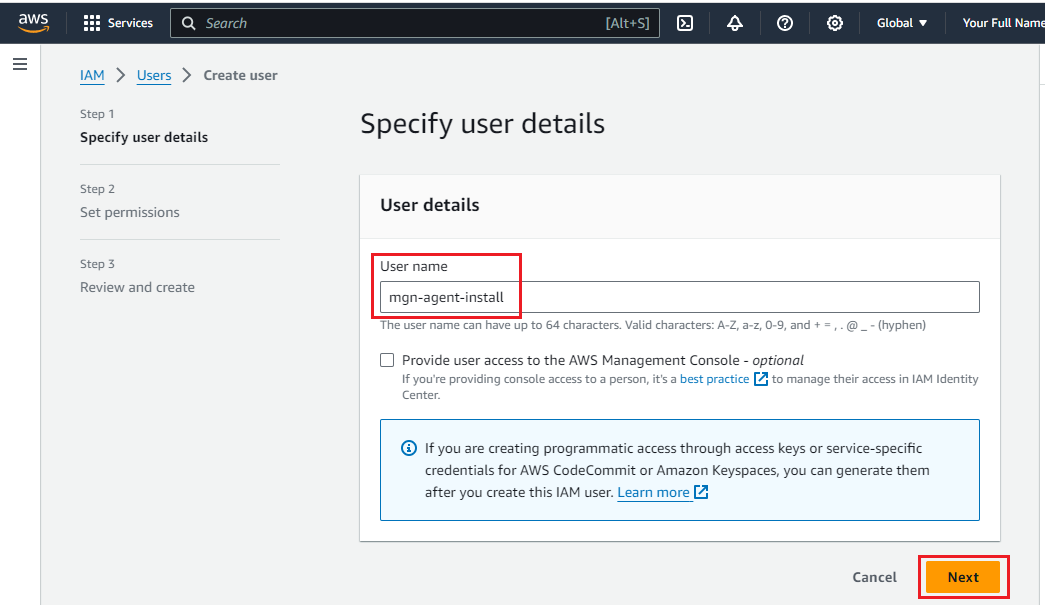 aws
Services
Search
[Alt+S]
Global
Your Full Name
IAM > Users > Create user
Step 1
Specify user details
Step 2
Set permissions
Step 3
Review and create
Specify user details
User details
User name
mgn-agent-install
The user name can have up to 64 characters. Valid characters: A-Z, a-z, 0-9, and + = , . @ _ - (hyphen)
Provide user access to the AWS Management Console - optional
If you're providing console access to a person, it's a best practice to manage their access in IAM Identity
Center.
If you are creating programmatic access through access keys or service-specific
credentials for AWS CodeCommit or Amazon Keyspaces, you can generate them
after you create this IAM user. Learn more
Cancel
Next